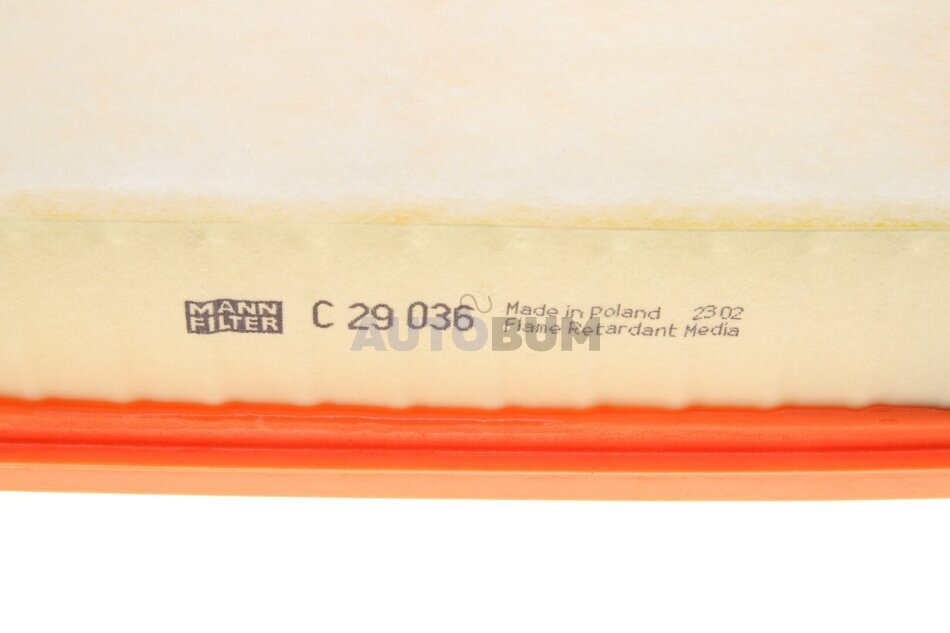 MANN
FILTER
C 29 036
Made in Poland 2302
Flame Retardant Media
AUTOBUM